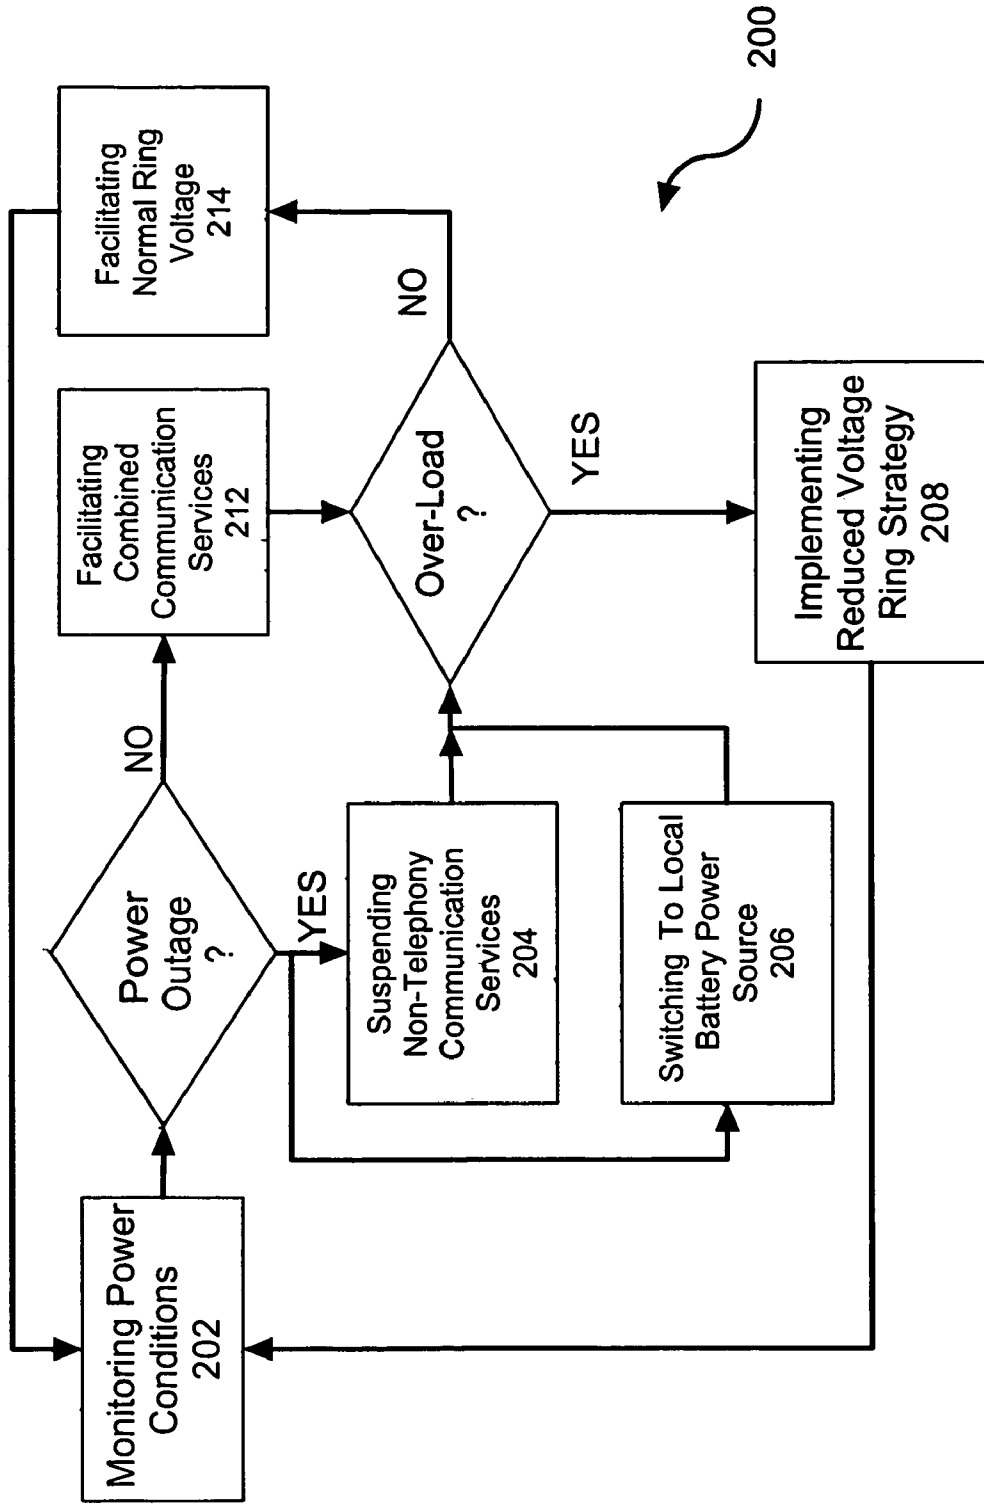 Monitoring Power
Conditions
202
Power
Outage
?
NO
YES
Facilitating
Combined
Communication
Services
212
Facilitating
Normal Ring
Voltage
214
Suspending
Non-Telephony
Communication
Services
204
Over-Load
?
NO
YES
Switching To Local
Battery Power
Source
206
Implementing
Reduced Voltage
Ring Strategy
208
200